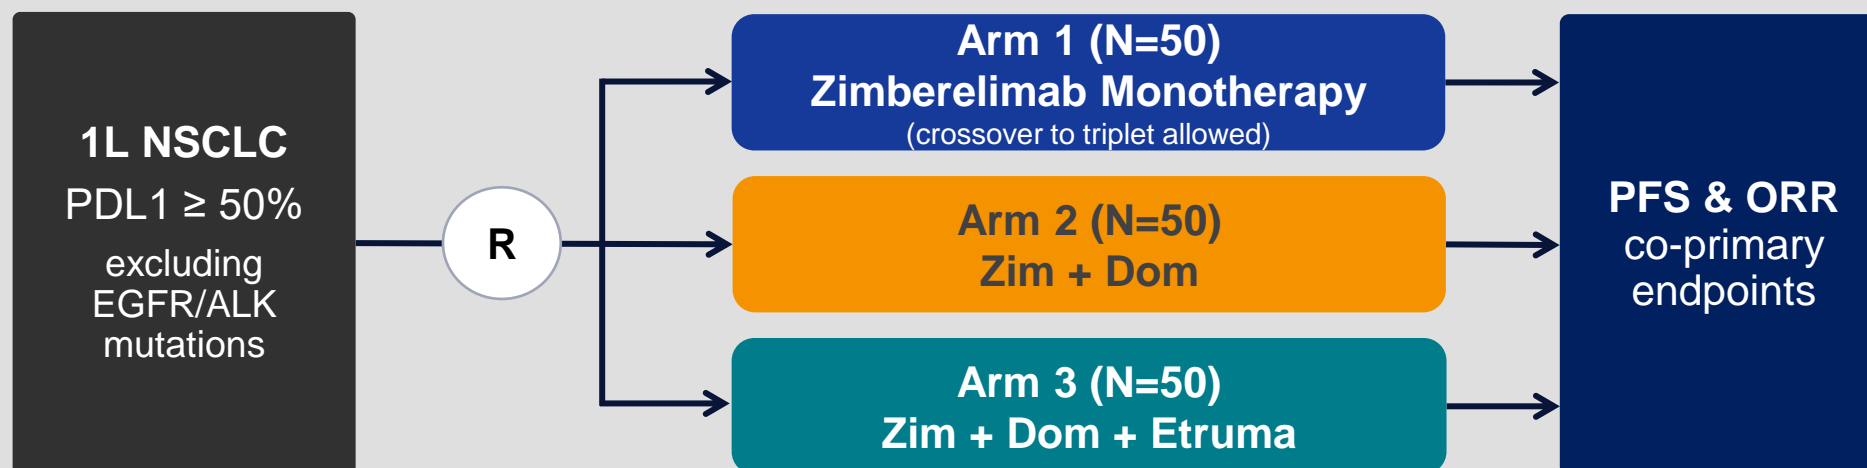 1L NSCLC
PDL1 ≥ 50%
excluding
EGFR/ALK
mutations
R
Arm 1 (N=50)
Zimberelimab Monotherapy
(crossover to triplet allowed)
Arm 2 (N=50)
Zim + Dom
Arm 3 (N=50)
Zim + Dom + Etruma
PFS & ORR
co-primary
endpoints